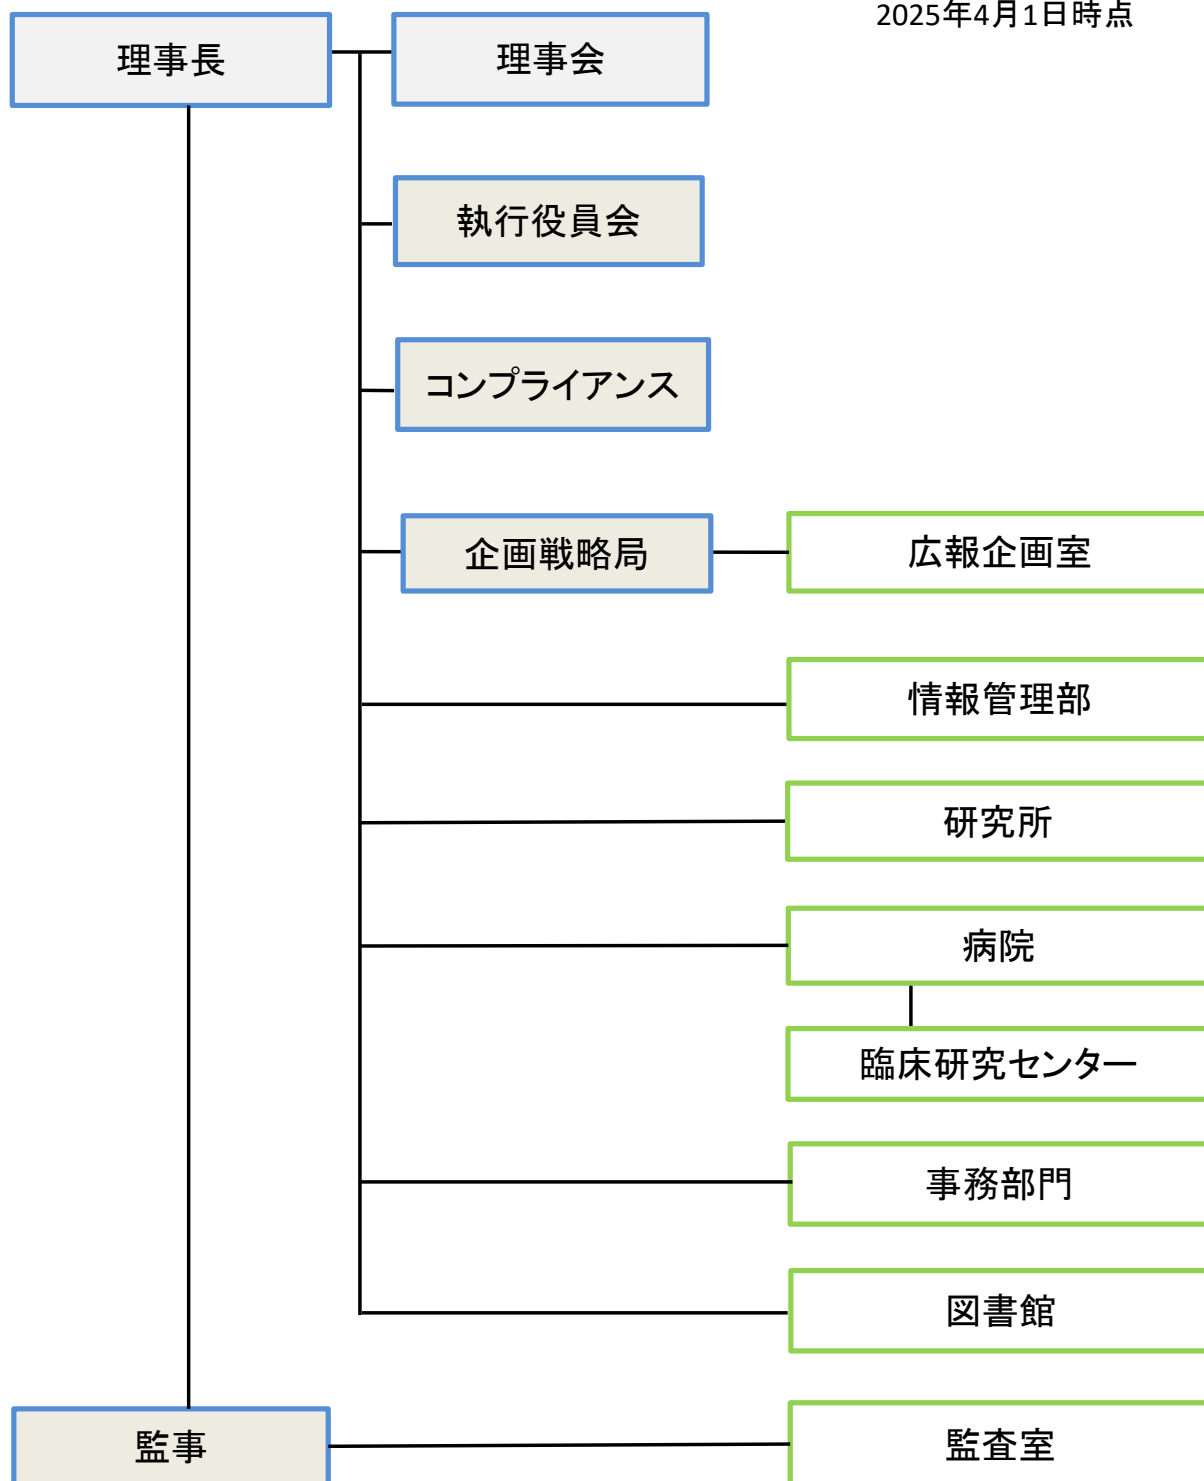 2025年4月1日時点
理事長
理事会
執行役員会
コンプライアンス
企画戦略局
広報企画室
情報管理部
研究所
病院
臨床研究センター
事務部門
図書館
監事
監査室